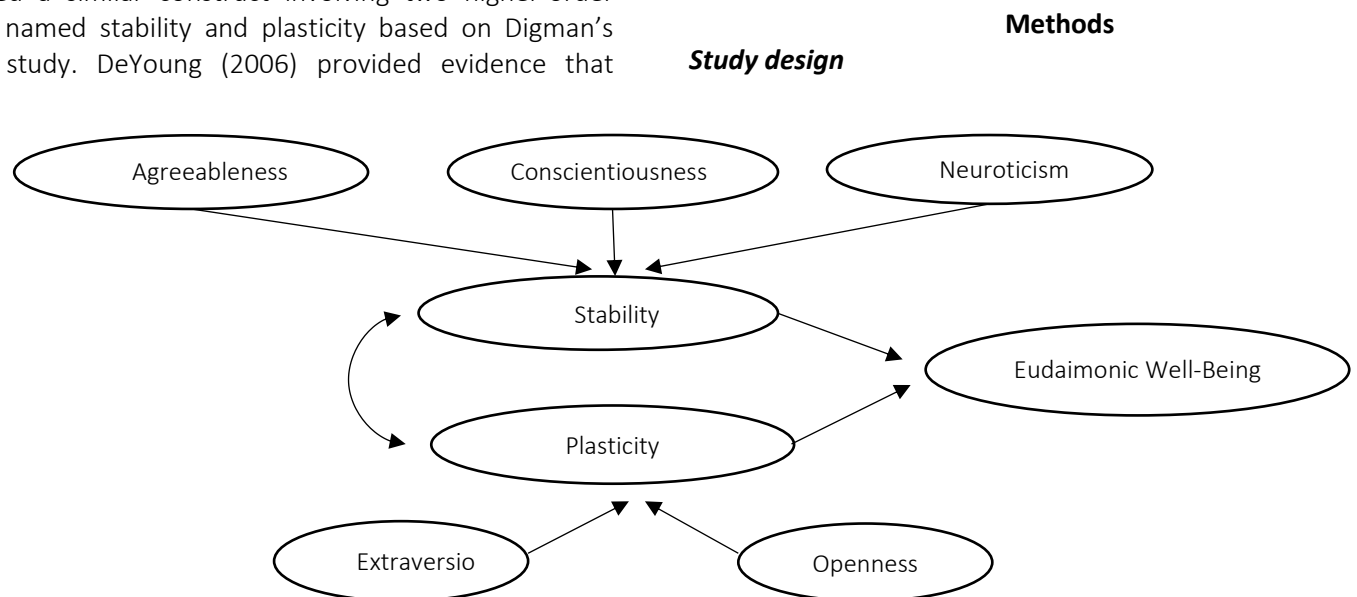 named stability and plasticity based on Digman's
study. DeYoung (2006) provided evidence that
Methods
Study design
Agreeableness
Conscientiousness
Neuroticism
Stability
Eudaimonic Well-Being
Plasticity
Extraversio
Openness